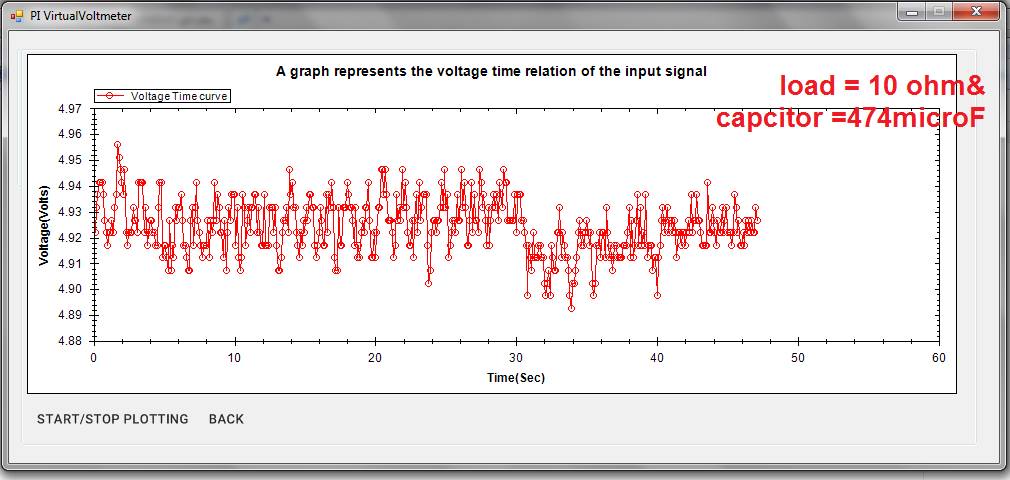 PI VirtualVoltmeter
A graph represents the voltage time relation of the input signal
load = 10 ohm&
capcitor =474microF
Voltage Time curve
4.97
4.96
4.95
4.94
4.93
4.92
4.91
4.90
4.89
4.88
Voltage(Volts)
0 10 20 30 40 50 60
Time(Sec)
START/STOP PLOTTING BACK